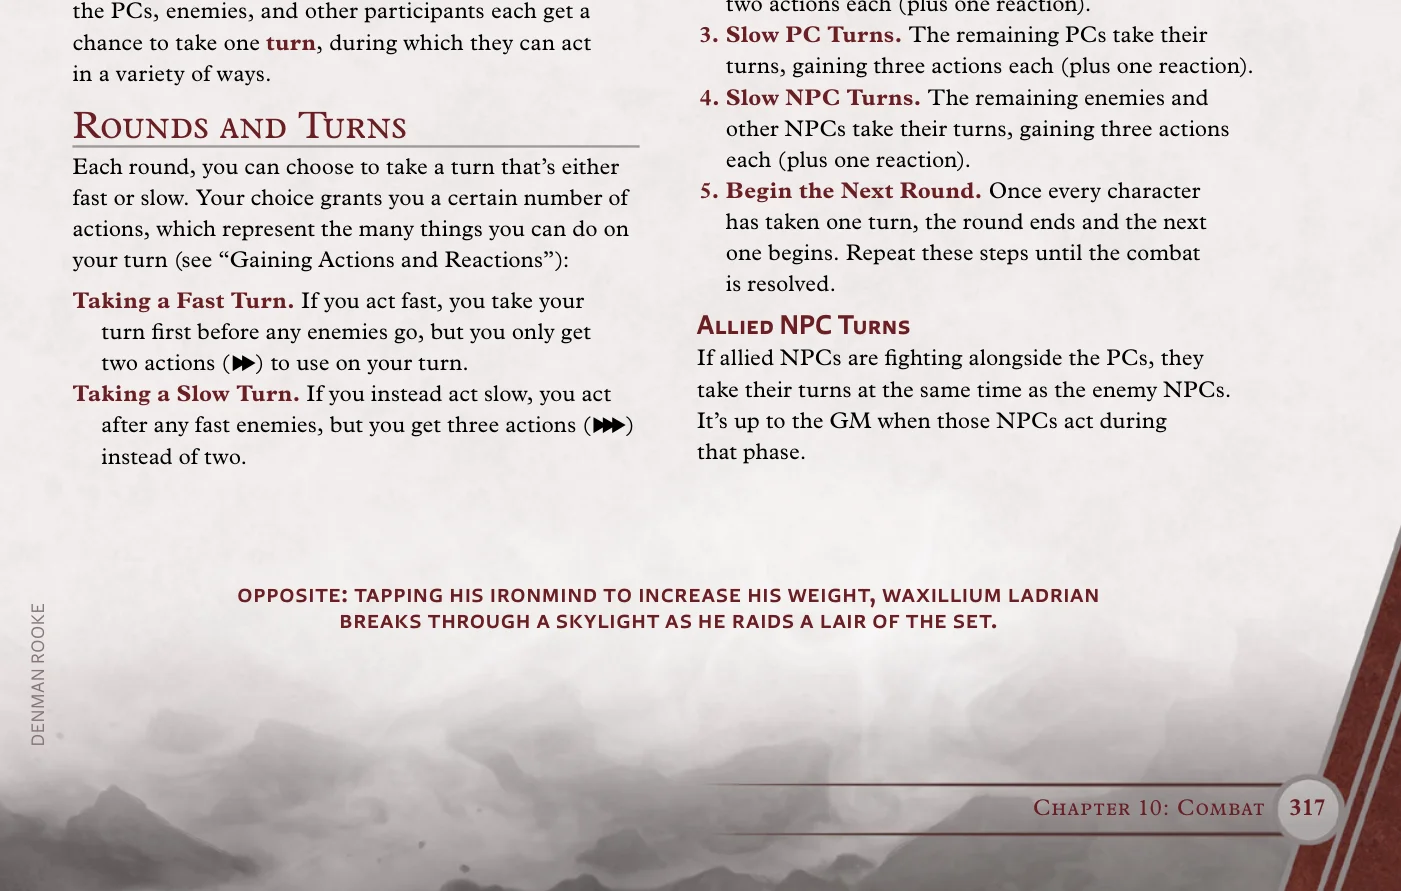 the PCs, enemies, and other participants each get a
chance to take one turn, during which they can act
in a variety of ways.
Rounds and Turns
Each round, you can choose to take a turn that's either
fast or slow. Your choice grants you a certain number of
actions, which represent the many things you can do on
your turn (see “Gaining Actions and Reactions”):
Taking a Fast Turn. If you act fast, you take your
turn first before any enemies go, but you only get
two actions (▶▶) to use on your turn.
Taking a Slow Turn. If you instead act slow, you act
after any fast enemies, but you get three actions (▶▶▶)
instead of two.
two actions each (plus one reaction).
3. Slow PC Turns. The remaining PCs take their
turns, gaining three actions each (plus one reaction).
4. Slow NPC Turns. The remaining enemies and
other NPCs take their turns, gaining three actions
each (plus one reaction).
5. Begin the Next Round. Once every character
has taken one turn, the round ends and the next
one begins. Repeat these steps until the combat
is resolved.
Allied NPC Turns
If allied NPCs are fighting alongside the PCs, they
take their turns at the same time as the enemy NPCs.
It's up to the GM when those NPCs act during
that phase.
OPPOSITE: TAPPING HIS IRONMIND TO INCREASE HIS WEIGHT, WAXILLIUM LADRIAN
BREAKS THROUGH A SKYLIGHT AS HE RAIDS A LAIR OF THE SET.
DENMAN ROOKE
Chapter 10: Combat 317